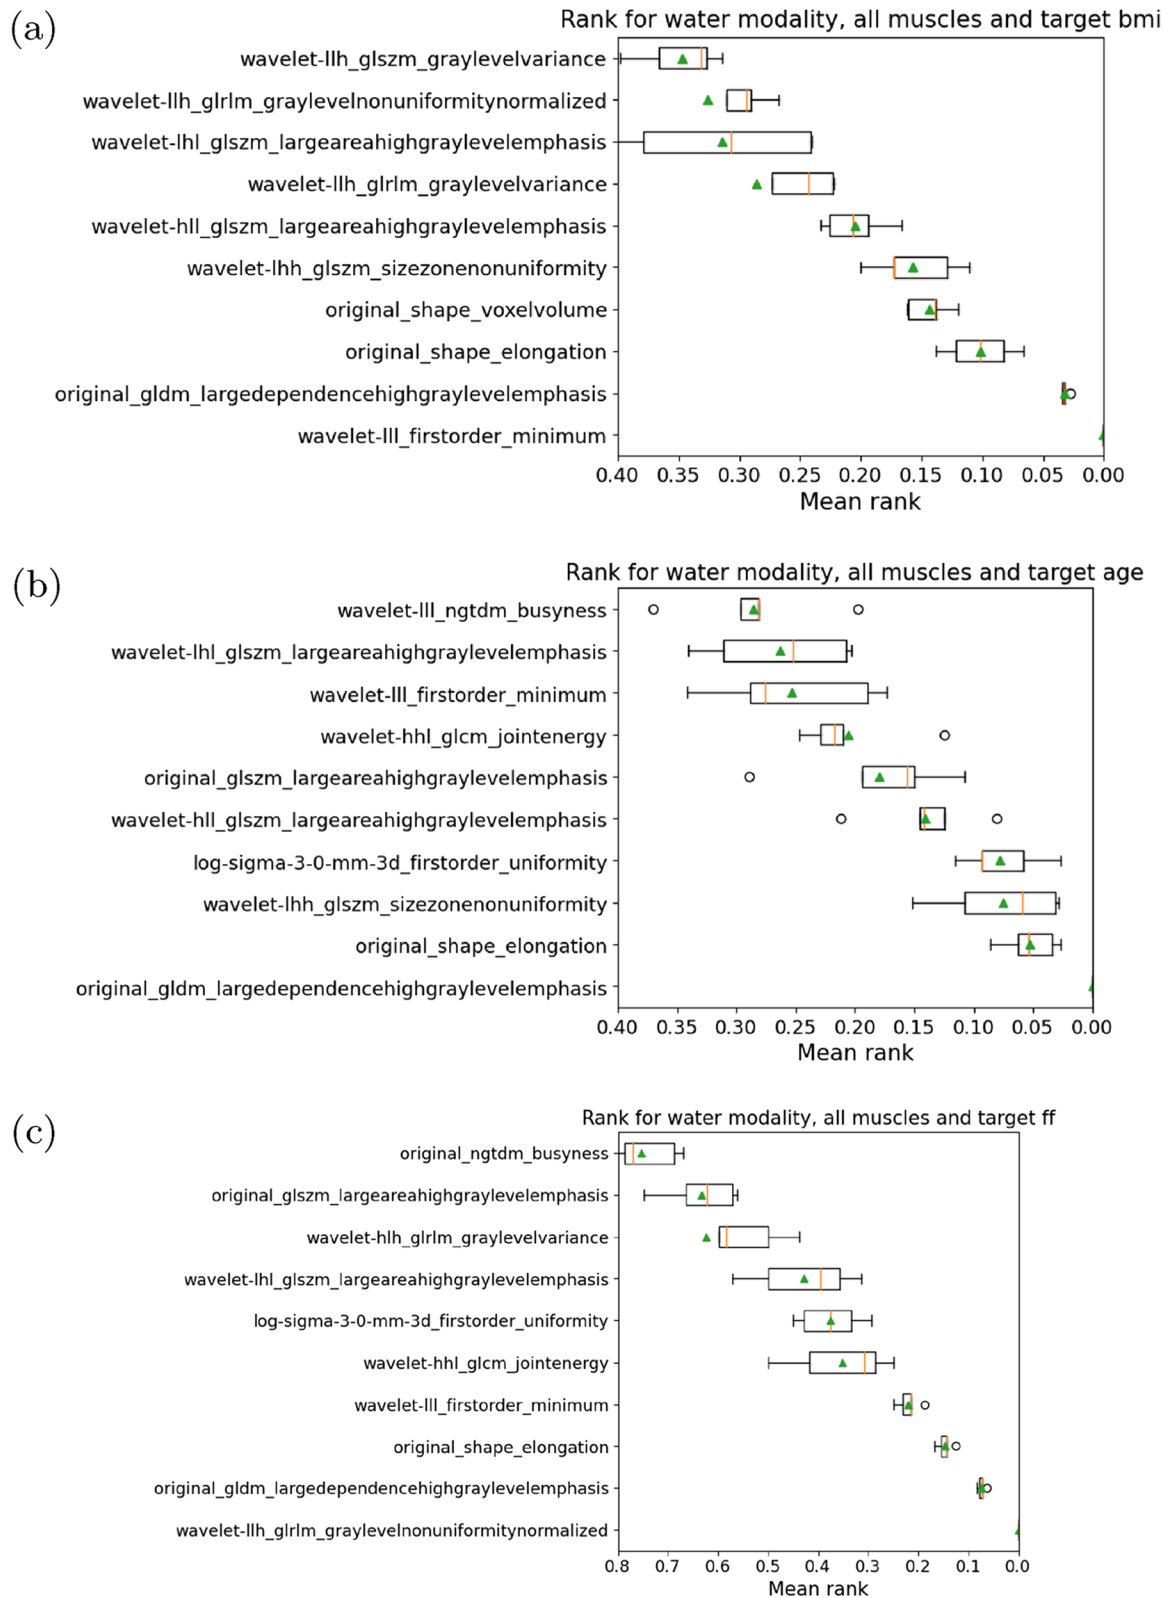 (a)
Rank for water modality, all muscles and target bmi
wavelet-llh_glszm_graylevelvariance
wavelet-llh_glrlm_graylevelnonuniformitynormalized
wavelet-lhl_glszm_largeareahighgraylevelemphasis
wavelet-llh_glrlm_graylevelvariance
wavelet-hll_glszm_largeareahighgraylevelemphasis
wavelet-lhh_glszm_sizezonenonuniformity
original_shape_voxelvolume
original_shape_elongation
original_gldm_largedependencehighgraylevelemphasis
wavelet-lll_firstorder_minimum
0.40 0.35 0.30 0.25 0.20 0.15 0.10 0.05 0.00
Mean rank
(b)
Rank for water modality, all muscles and target age
wavelet-lll_ngtdm_busyness
wavelet-lhl_glszm_largeareahighgraylevelemphasis
wavelet-lll_firstorder_minimum
wavelet-hhl_glcm_jointenergy
original_glszm_largeareahighgraylevelemphasis
wavelet-hll_glszm_largeareahighgraylevelemphasis
log-sigma-3-0-mm-3d_firstorder_uniformity
wavelet-lhh_glszm_sizezonenonuniformity
original_shape_elongation
original_gldm_largedependencehighgraylevelemphasis
0.40 0.35 0.30 0.25 0.20 0.15 0.10 0.05 0.00
Mean rank
(c)
Rank for water modality, all muscles and target ff
original_ngtdm_busyness
original_glszm_largeareahighgraylevelemphasis
wavelet-hlh_glrlm_graylevelvariance
wavelet-lhl_glszm_largeareahighgraylevelemphasis
log-sigma-3-0-mm-3d_firstorder_uniformity
wavelet-hhl_glcm_jointenergy
wavelet-lll_firstorder_minimum
original_shape_elongation
original_gldm_largedependencehighgraylevelemphasis
wavelet-llh_glrlm_graylevelnonuniformitynormalized
0.8 0.7 0.6 0.5 0.4 0.3 0.2 0.1 0.0
Mean rank